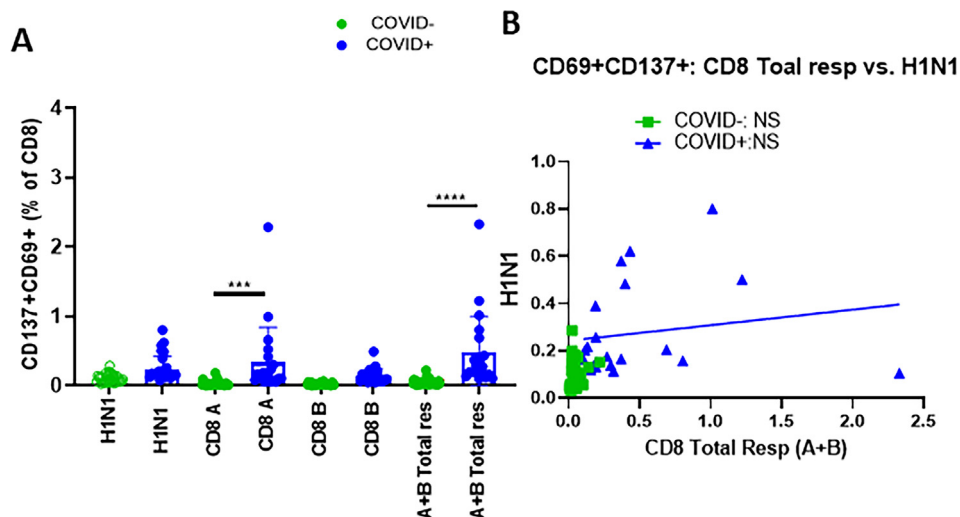 A
COVID-
COVID+
CD137+CD69+ (% of CD8)
4
3
2
1
0
***
****
H1N1
H1N1
CD8 A
CD8 A
CD8 B
CD8 B
A+B Total res
A+B Total res
B
CD69+CD137+: CD8 Toal resp vs. H1N1
COVID-: NS
COVID+:NS
H1N1
1.0
0.8
0.6
0.4
0.2
0.0
0.0 0.5 1.0 1.5 2.0 2.5
CD8 Total Resp (A+B)